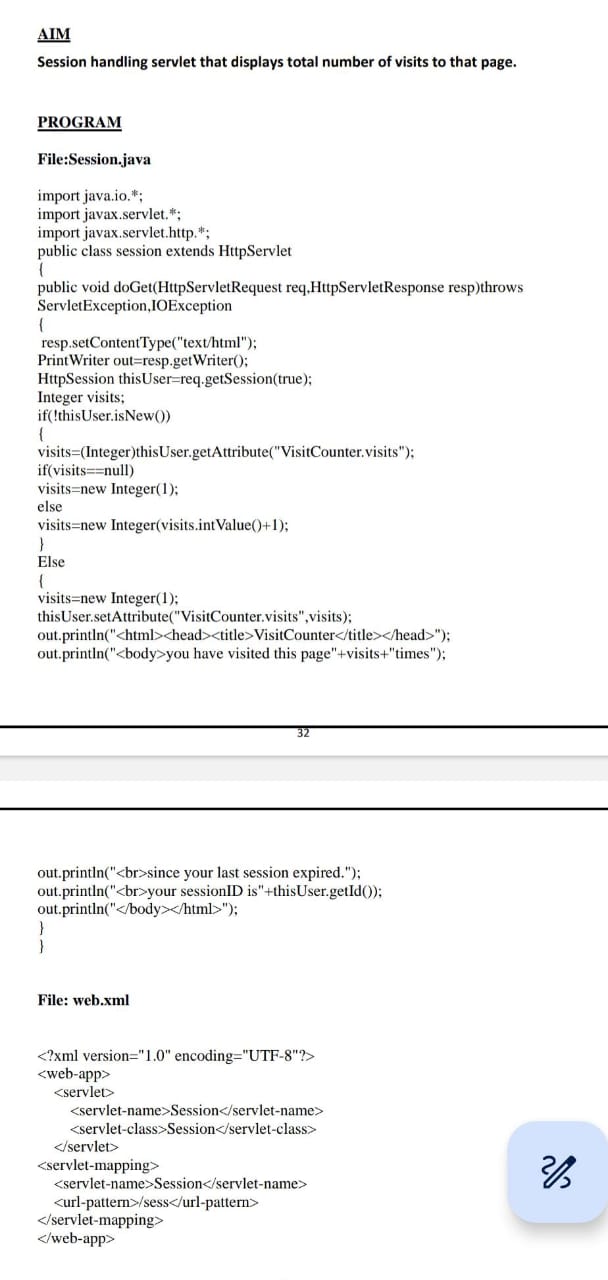 AIM
Session handling servlet that displays total number of visits to that page.
PROGRAM
File:Session.java
import java.io.*;
import javax.servlet.*;
import javax.servlet.http.*;
public class session extends HttpServlet
{
public void doGet(HttpServletRequest req,HttpServletResponse resp)throws
ServletException,IOException
{
resp.setContentType("text/html");
PrintWriter out=resp.getWriter();
HttpSession thisUser=req.getSession(true);
Integer visits;
if(!thisUser.isNew())
{
visits=(Integer)thisUser.getAttribute("VisitCounter.visits");
if(visits==null)
visits=new Integer(1);
else
visits=new Integer(visits.intValue()+1);
}
Else
{
visits=new Integer(1);
thisUser.setAttribute("VisitCounter.visits",visits);
out.println("<html><head><title>VisitCounter</title></head>");
out.println("<body>you have visited this page"+visits+"times");
32
out.println("<br>since your last session expired.");
out.println("<br>your sessionID is"+thisUser.getId());
out.println("</body></html>");
}
}
File: web.xml
<?xml version="1.0" encoding="UTF-8"?>
<web-app>
<servlet>
<servlet-name>Session</servlet-name>
<servlet-class>Session</servlet-class>
</servlet>
<servlet-mapping>
<servlet-name>Session</servlet-name>
<url-pattern>/sess</url-pattern>
</servlet-mapping>
</web-app>